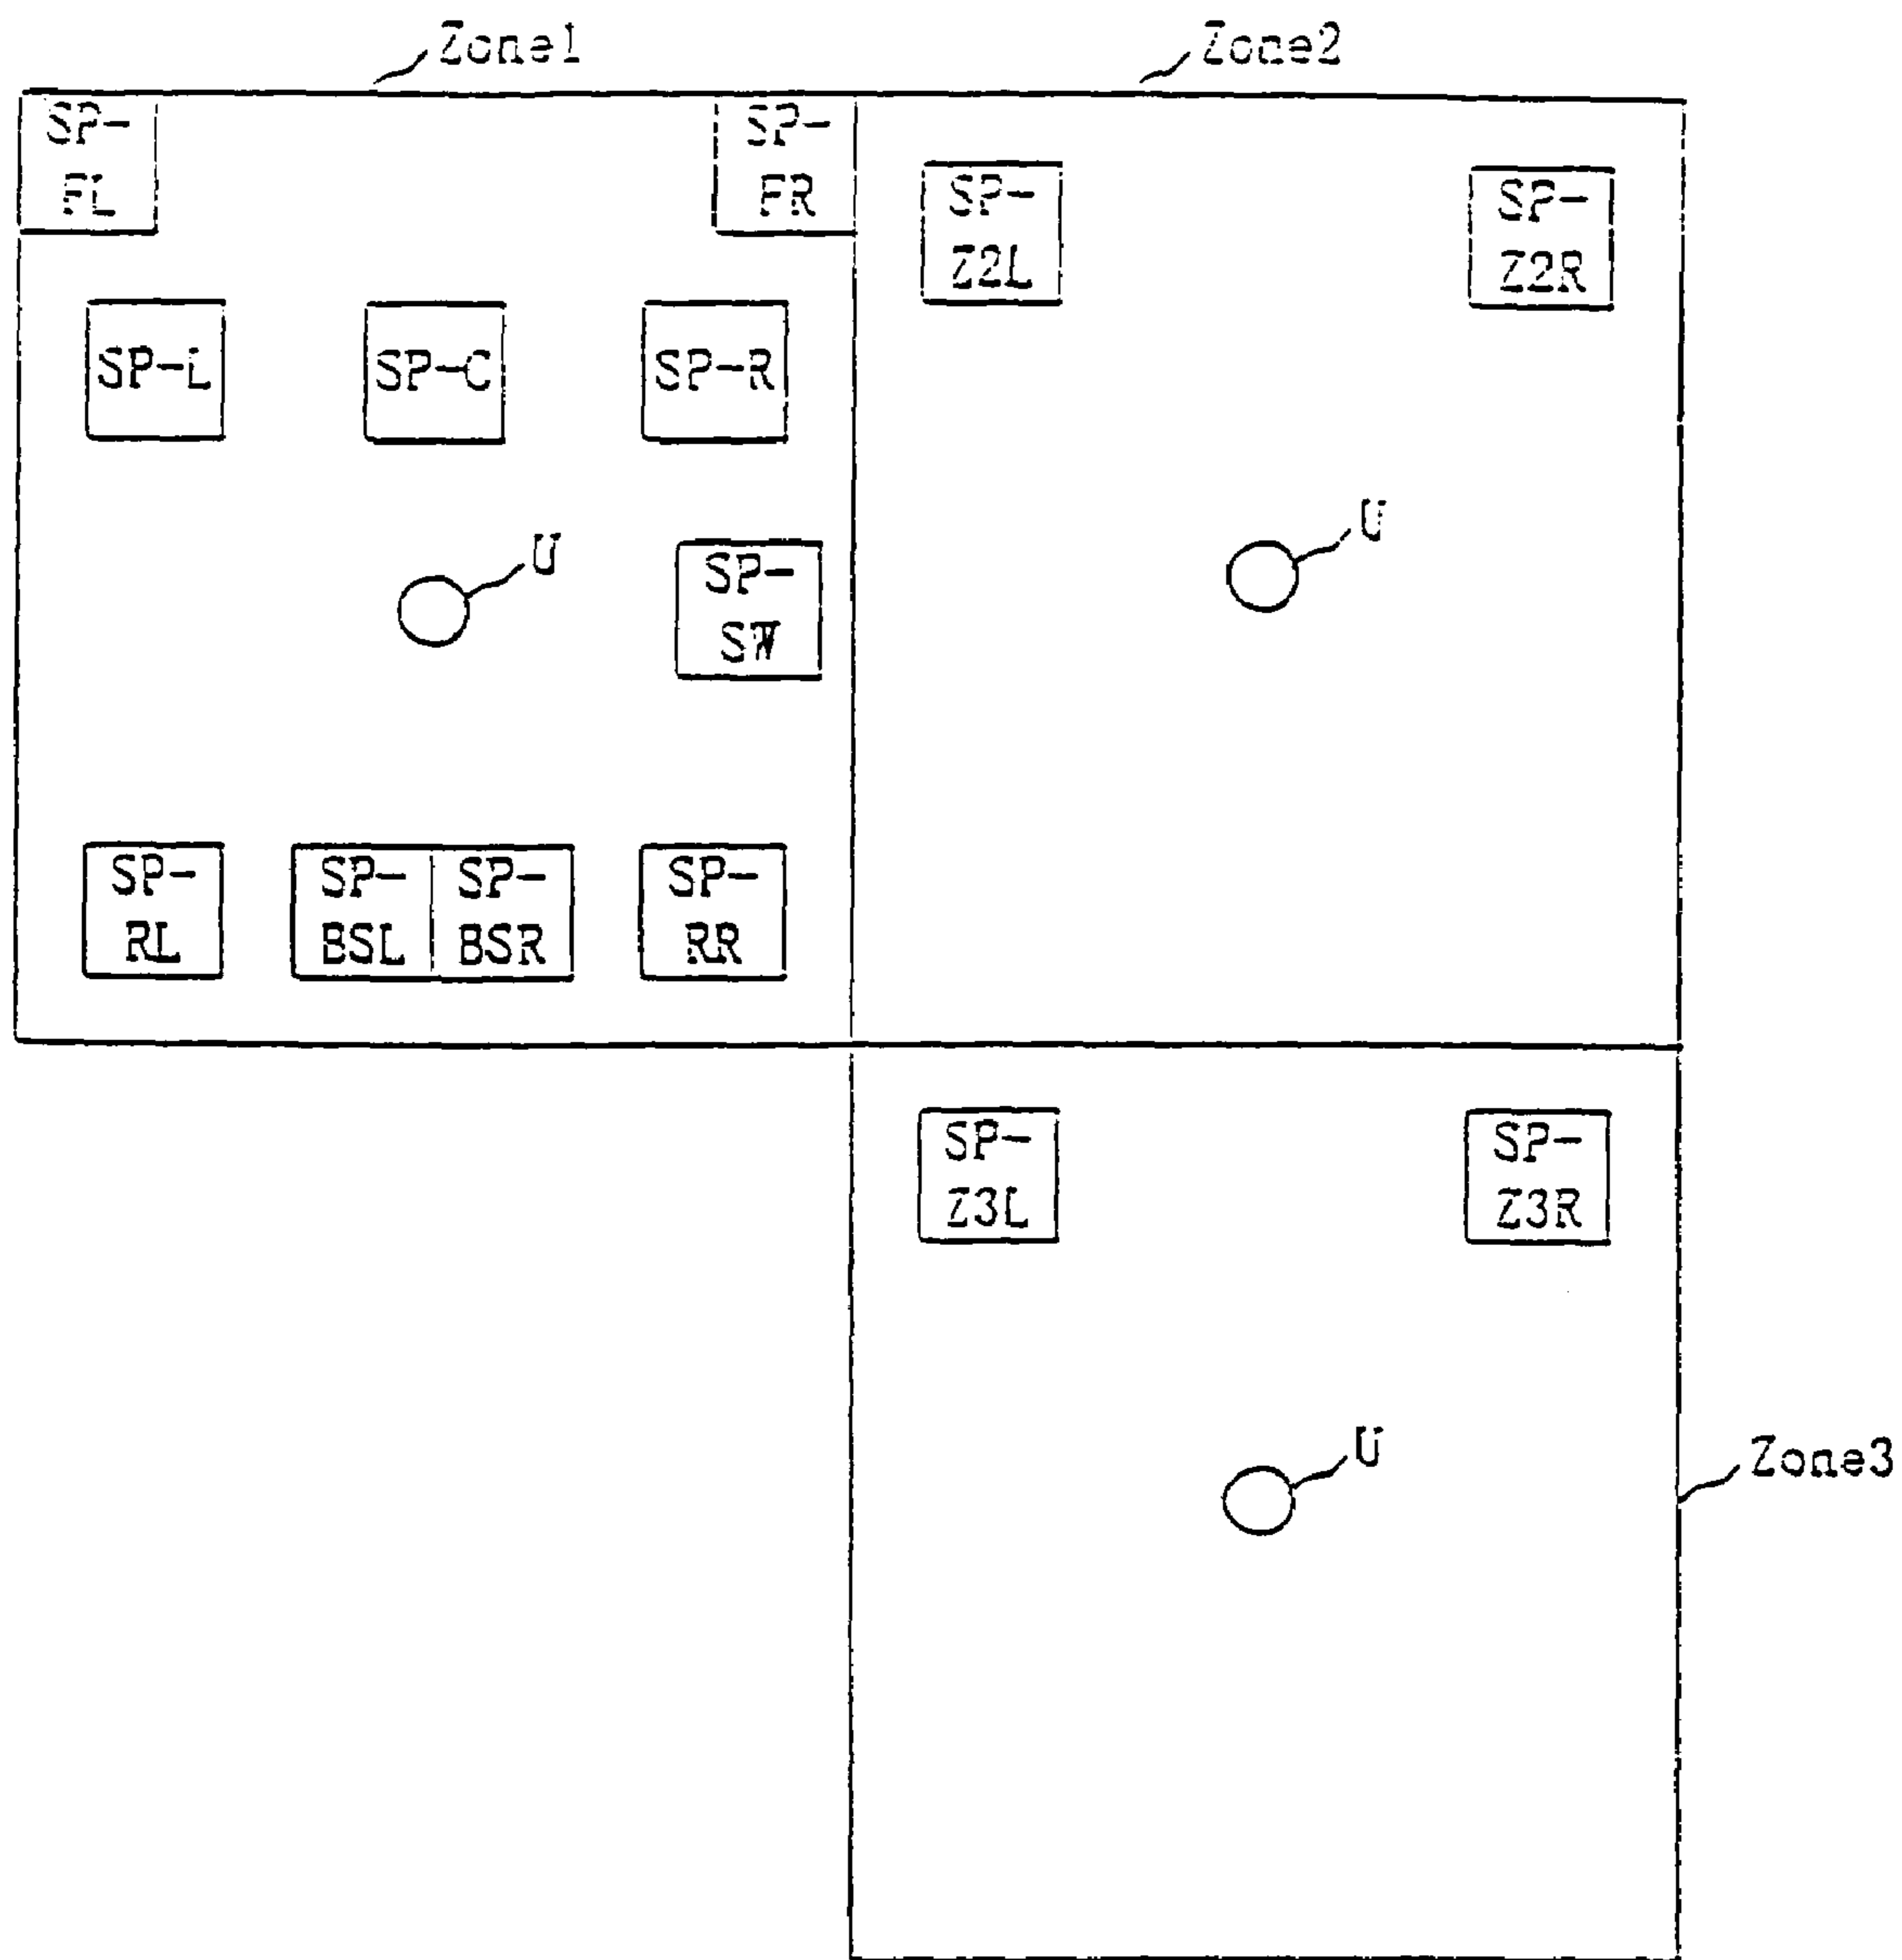 Zone1
Zone2
SP-
FL
SP-
FR
SP-
Z2L
SP-
Z2R
SP-L
SP-C
SP-R
U
SP-
SW
U
SP-
RL
SP-
BSL
SP-
BSR
SP-
RR
SP-
Z3L
SP-
Z3R
U
Zone3